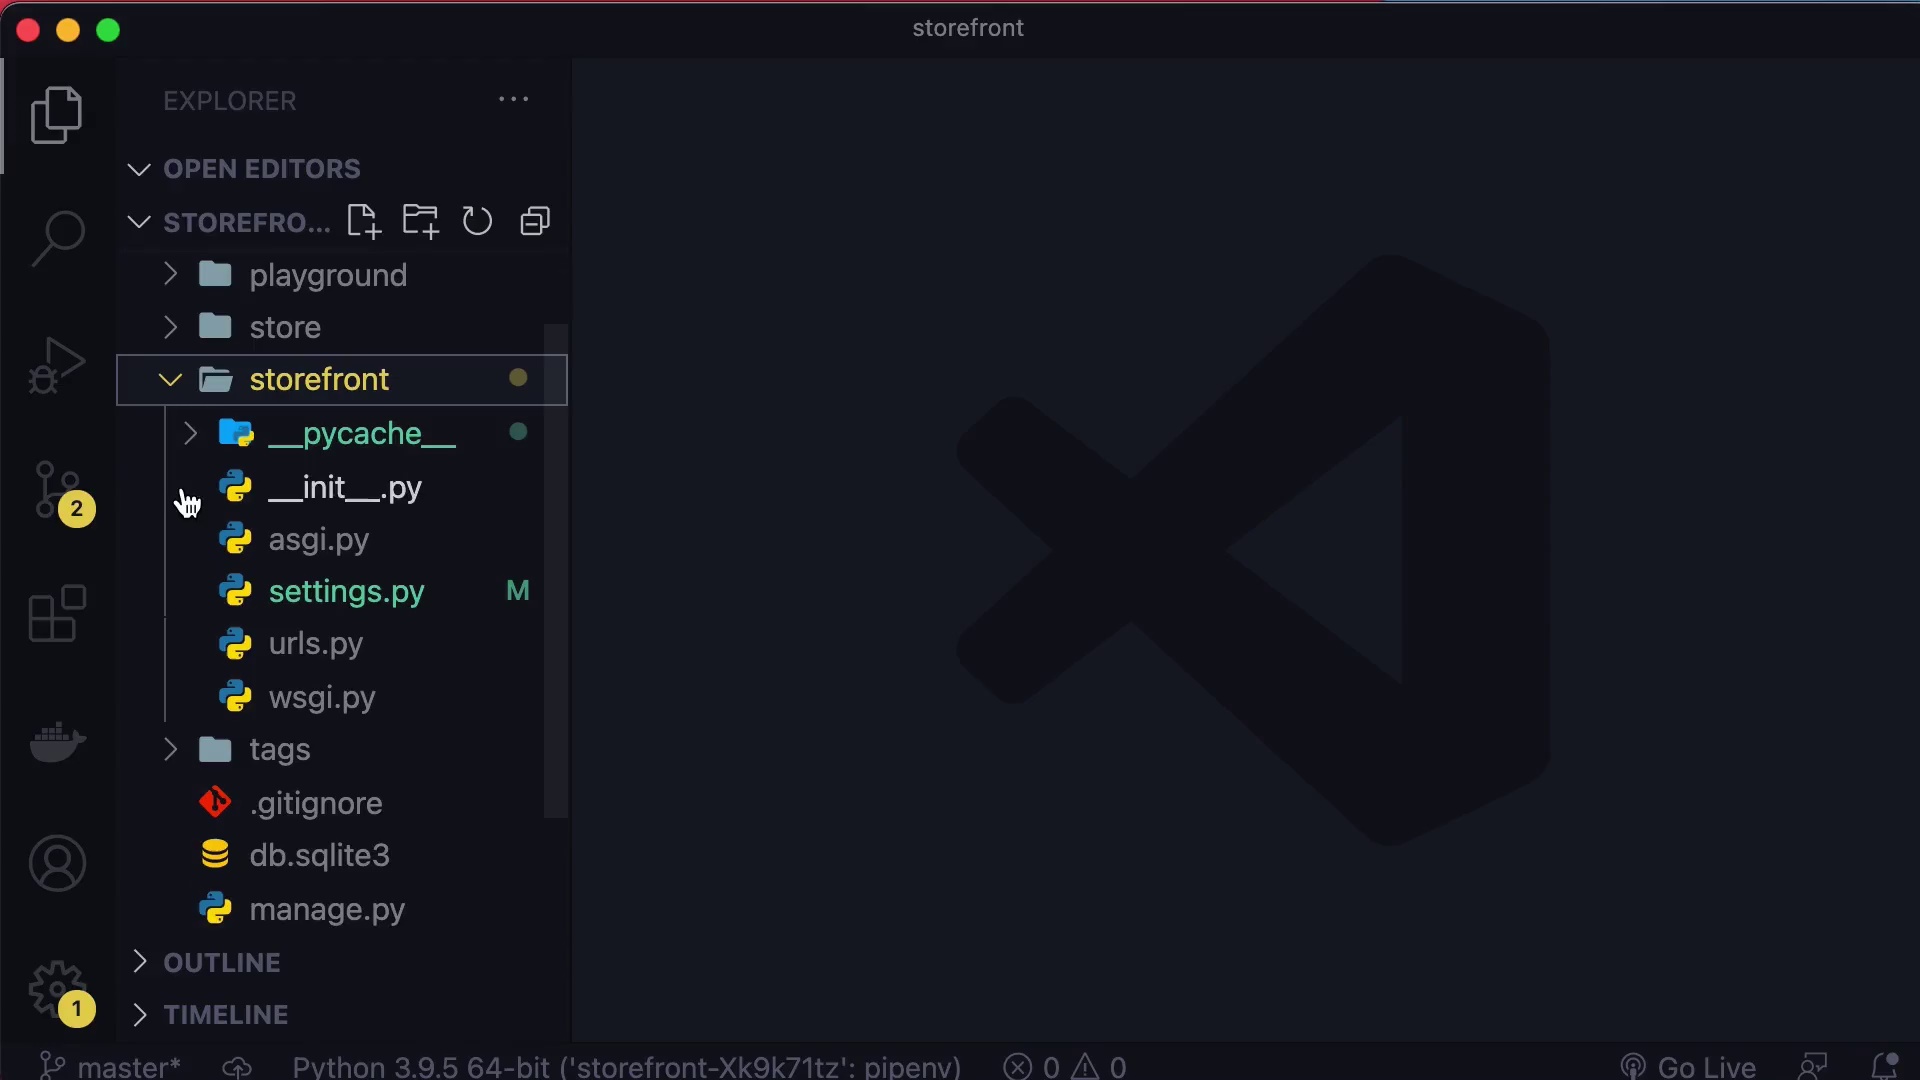 storefront
EXPLORER
OPEN EDITORS
STOREFRO...
playground
store
storefront
__pycache__
__init__.py
2
asgi.py
settings.py M
urls.py
wsgi.py
tags
.gitignore
db.sqlite3
manage.py
OUTLINE
1
TIMELINE
master* Python 3.9.5 64-bit ('storefront-Xk9k71tz': pipenv) 0 0 Go Live